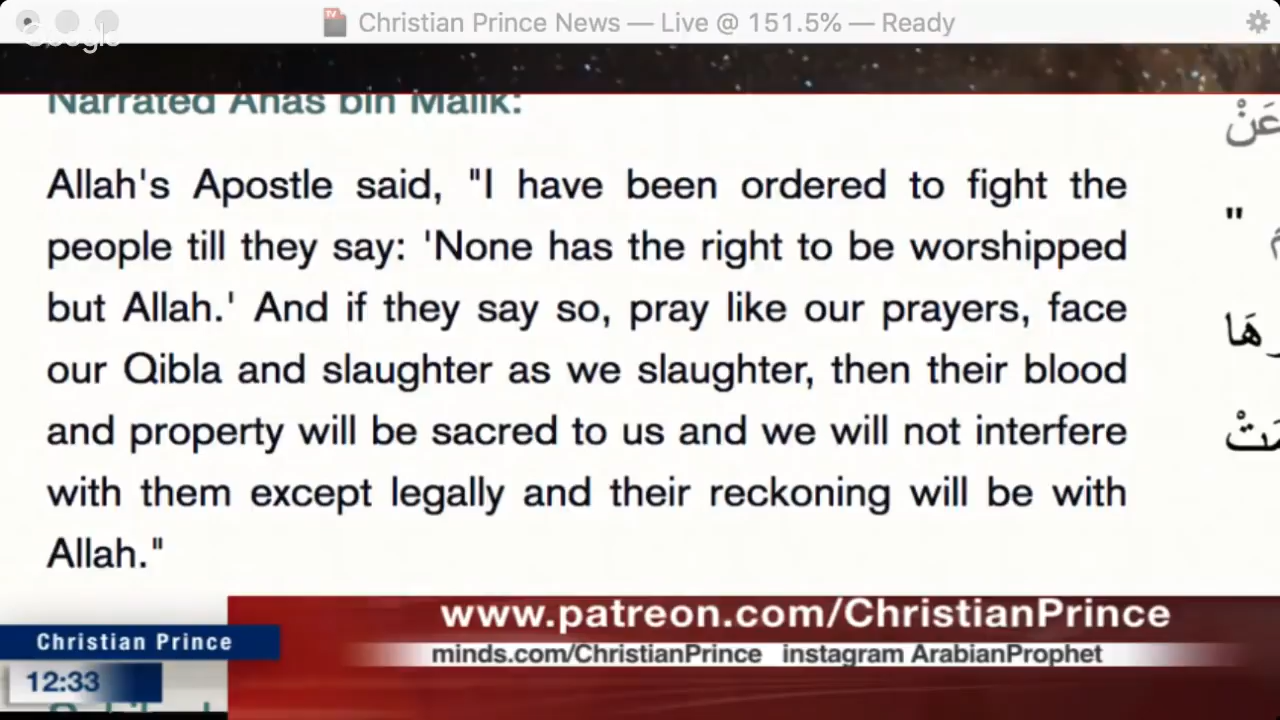 Christian Prince News — Live @ 151.5% — Ready
Google
Narrated Anas bin Malik:
عَنْ
Allah's Apostle said, "I have been ordered to fight the
"
people till they say: 'None has the right to be worshipped
but Allah.' And if they say so, pray like our prayers, face
our Qibla and slaughter as we slaughter, then their blood
and property will be sacred to us and we will not interfere
with them except legally and their reckoning will be with
Allah."
www.patreon.com/ChristianPrince
Christian Prince
minds.com/ChristianPrince instagram ArabianProphet
12:33